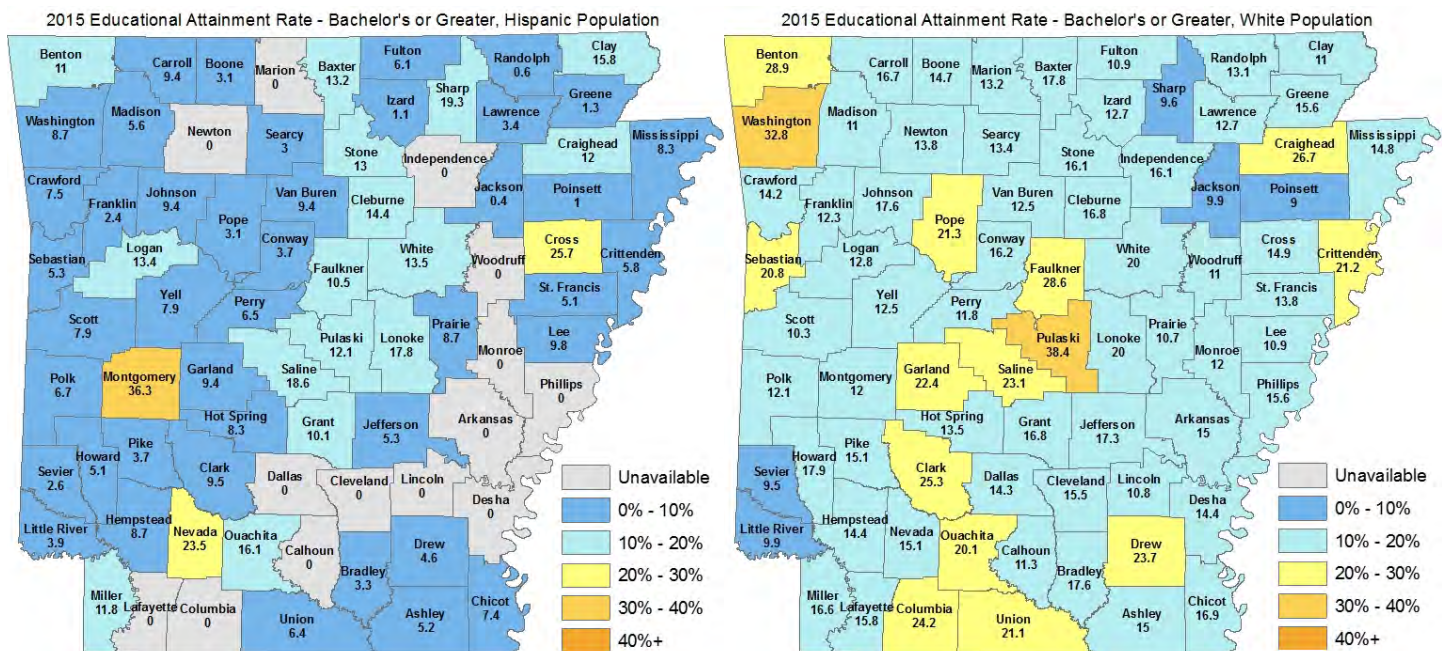 2015 Educational Attainment Rate - Bachelor's or Greater, Hispanic Population
Benton
11
Carroll
9.4
Boone
3.1
Marion
0
Baxter
13.2
Fulton
6.1
Randolph
0.6
Clay
15.8
Washington
8.7
Madison
5.6
Newton
0
Searcy
3
Stone
13
Izard
1.1
Sharp
19.3
Lawrence
3.4
Greene
1.3
Independence
0
Craighead
12
Mississippi
8.3
Crawford
7.5
Franklin
2.4
Johnson
9.4
Pope
3.1
Van Buren
9.4
Cleburne
14.4
Jackson
0.4
Poinsett
1
Sebastian
5.3
Logan
13.4
Conway
3.7
Faulkner
10.5
White
13.5
Woodruff
0
Cross
25.7
Crittenden
5.8
St. Francis
5.1
Scott
7.9
Yell
7.9
Perry
6.5
Pulaski
12.1
Lonoke
17.8
Prairie
8.7
Monroe
0
Lee
9.8
Phillips
0
Polk
6.7
Montgomery
36.3
Garland
9.4
Saline
18.6
Hot Spring
8.3
Grant
10.1
Jefferson
5.3
Arkansas
0
Sevier
2.6
Howard
5.1
Pike
3.7
Clark
9.5
Dallas
0
Cleveland
0
Lincoln
0
Desha
0
Little River
3.9
Hempstead
8.7
Nevada
23.5
Ouachita
16.1
Calhoun
0
Bradley
3.3
Drew
4.6
Miller
11.8
Lafayette
0
Columbia
0
Union
6.4
Ashley
5.2
Chicot
7.4
Unavailable
0% - 10%
10% - 20%
20% - 30%
30% - 40%
40%+
2015 Educational Attainment Rate - Bachelor's or Greater, White Population
Benton
28.9
Carroll
16.7
Boone
14.7
Marion
13.2
Baxter
17.8
Fulton
10.9
Randolph
13.1
Clay
11
Washington
32.8
Madison
11
Newton
13.8
Searcy
13.4
Stone
16.1
Izard
12.7
Sharp
9.6
Lawrence
12.7
Greene
15.6
Independence
16.1
Craighead
26.7
Mississippi
14.8
Crawford
14.2
Franklin
12.3
Johnson
17.6
Pope
21.3
Van Buren
12.5
Cleburne
16.8
Jackson
9.9
Poinsett
9
Sebastian
20.8
Logan
12.8
Conway
16.2
Faulkner
28.6
White
20
Woodruff
11
Cross
14.9
Crittenden
21.2
St. Francis
13.8
Scott
10.3
Yell
12.5
Perry
11.8
Pulaski
38.4
Lonoke
20
Prairie
10.7
Monroe
12
Lee
10.9
Phillips
15.6
Polk
12.1
Montgomery
12
Garland
22.4
Saline
23.1
Hot Spring
13.5
Grant
16.8
Jefferson
17.3
Arkansas
15
Sevier
9.5
Howard
17.9
Pike
15.1
Clark
25.3
Dallas
14.3
Cleveland
15.5
Lincoln
10.8
Desha
14.4
Little River
9.9
Hempstead
14.4
Nevada
15.1
Ouachita
20.1
Calhoun
11.3
Bradley
17.6
Drew
23.7
Miller
16.6
Lafayette
15.8
Columbia
24.2
Union
21.1
Ashley
15
Chicot
16.9
Unavailable
0% - 10%
10% - 20%
20% - 30%
30% - 40%
40%+